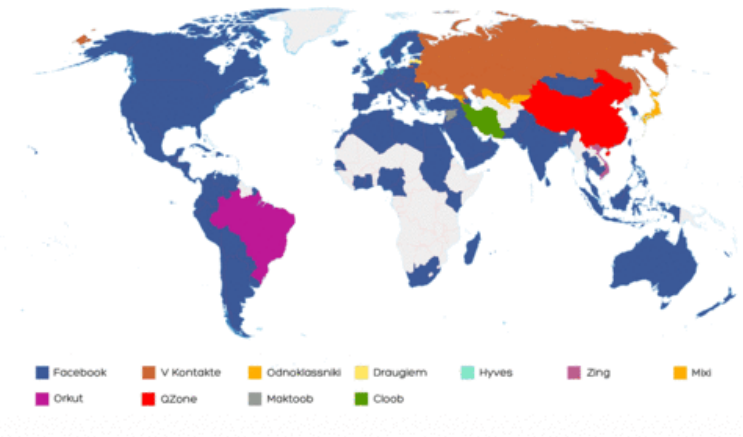 Facebook V Kontakte Odnoklassniki Draugiem Hyves Zing Mixi
Orkut QZone Maktoob Cloob